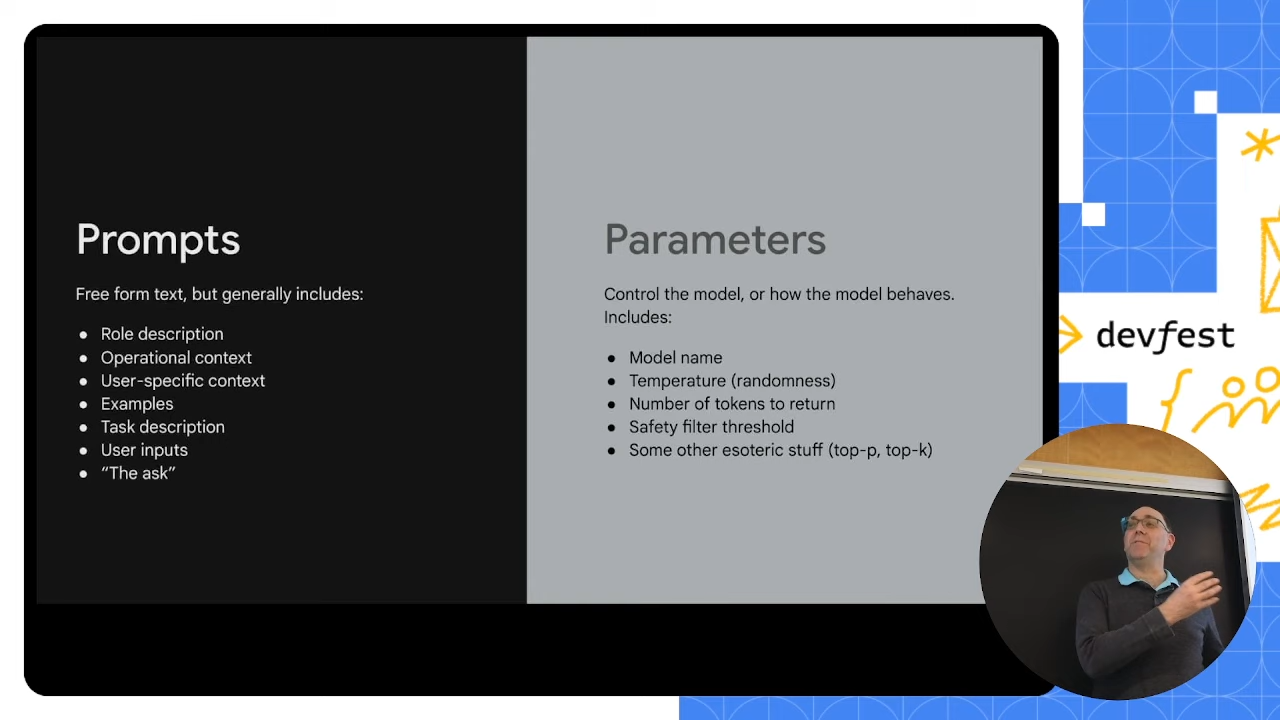 Prompts
Free form text, but generally includes:
● Role description
● Operational context
● User-specific context
● Examples
● Task description
● User inputs
● “The ask”
Parameters
Control the model, or how the model behaves.
Includes:
● Model name
● Temperature (randomness)
● Number of tokens to return
● Safety filter threshold
● Some other esoteric stuff (top-p, top-k)
devfest